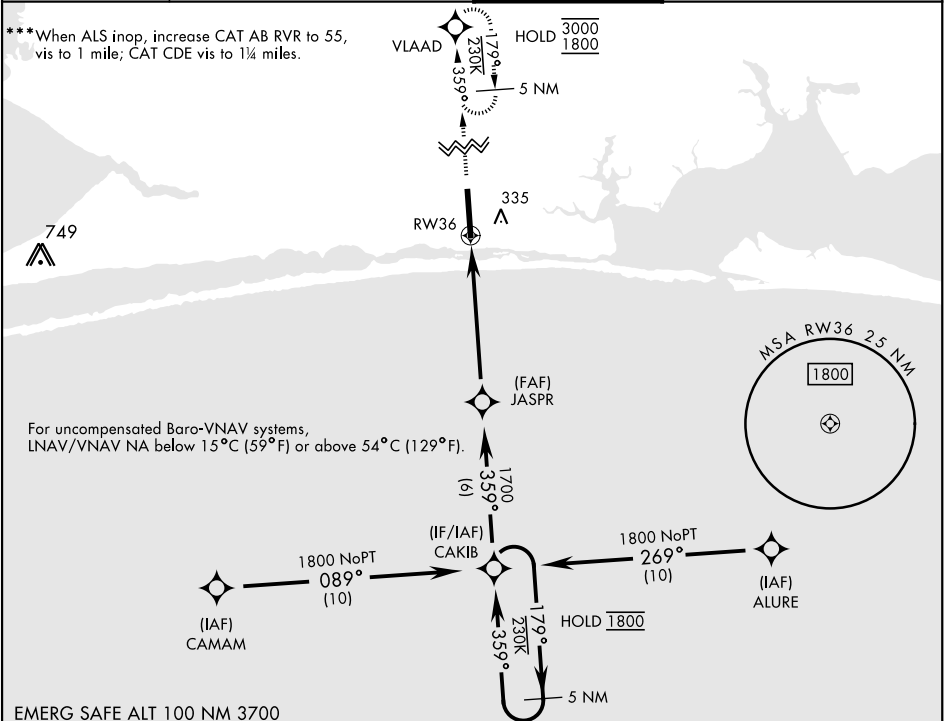 ***When ALS inop, increase CAT AB RVR to 55,
vis to 1 mile; CAT CDE vis to 1¼ miles.
VLAAD
HOLD 3000
1800
179°
230K
359°
5 NM
749
335
RW36
MSA RW36 25 NM
1800
(FAF)
JASPR
For uncompensated Baro-VNAV systems,
LNAV/VNAV NA below 15°C (59°F) or above 54°C (129°F).
1700
359°
(6)
(IF/IAF)
CAKIB
1800 NoPT
089°
(10)
1800 NoPT
269°
(10)
(IAF)
CAMAM
(IAF)
ALURE
179°
230K
359°
HOLD 1800
5 NM
EMERG SAFE ALT 100 NM 3700